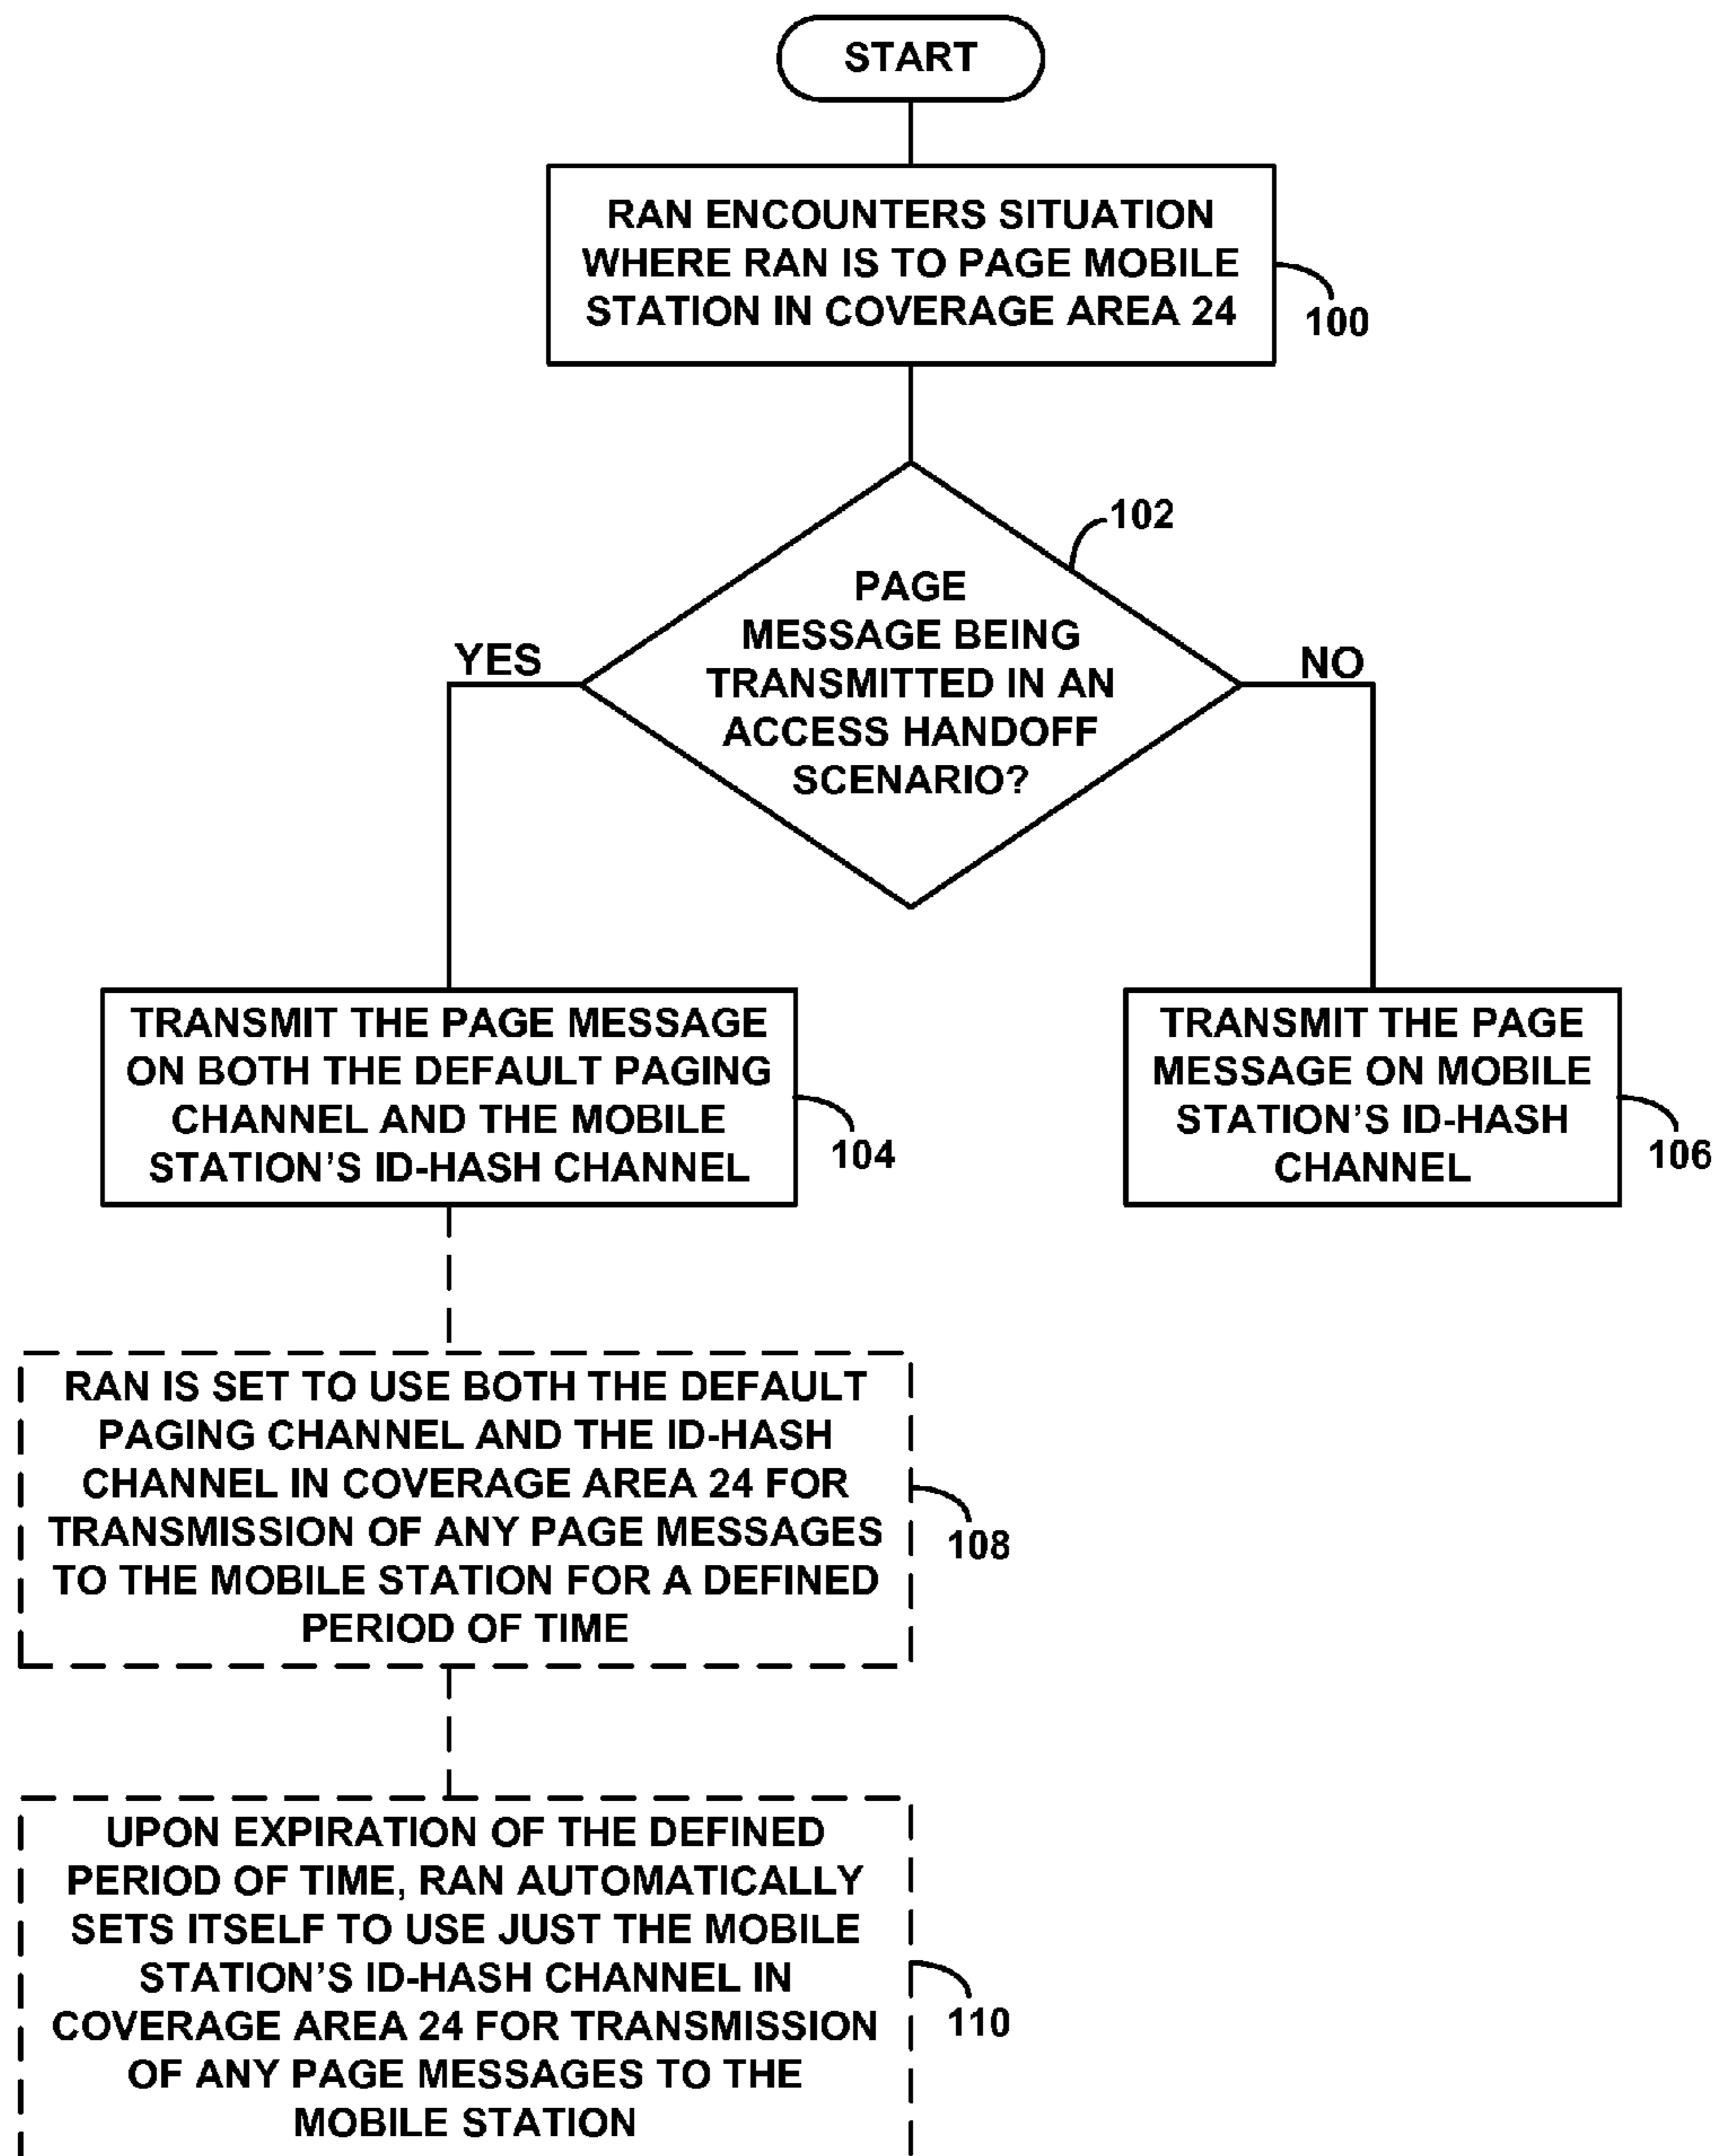 START
RAN ENCOUNTERS SITUATION
WHERE RAN IS TO PAGE MOBILE
STATION IN COVERAGE AREA 24
100
102
PAGE
MESSAGE BEING
TRANSMITTED IN AN
ACCESS HANDOFF
SCENARIO?
YES
NO
TRANSMIT THE PAGE MESSAGE
ON BOTH THE DEFAULT PAGING
CHANNEL AND THE MOBILE
STATION'S ID-HASH CHANNEL
104
TRANSMIT THE PAGE
MESSAGE ON MOBILE
STATION'S ID-HASH
CHANNEL
106
RAN IS SET TO USE BOTH THE DEFAULT
PAGING CHANNEL AND THE ID-HASH
CHANNEL IN COVERAGE AREA 24 FOR
TRANSMISSION OF ANY PAGE MESSAGES
TO THE MOBILE STATION FOR A DEFINED
PERIOD OF TIME
108
UPON EXPIRATION OF THE DEFINED
PERIOD OF TIME, RAN AUTOMATICALLY
SETS ITSELF TO USE JUST THE MOBILE
STATION'S ID-HASH CHANNEL IN
COVERAGE AREA 24 FOR TRANSMISSION
OF ANY PAGE MESSAGES TO THE
MOBILE STATION
110